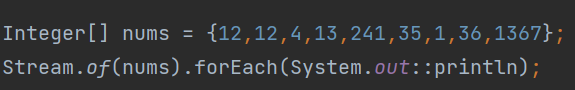 Integer[] nums = {12,12,4,13,241,35,1,36,1367};
Stream.of(nums).forEach(System.out::println);